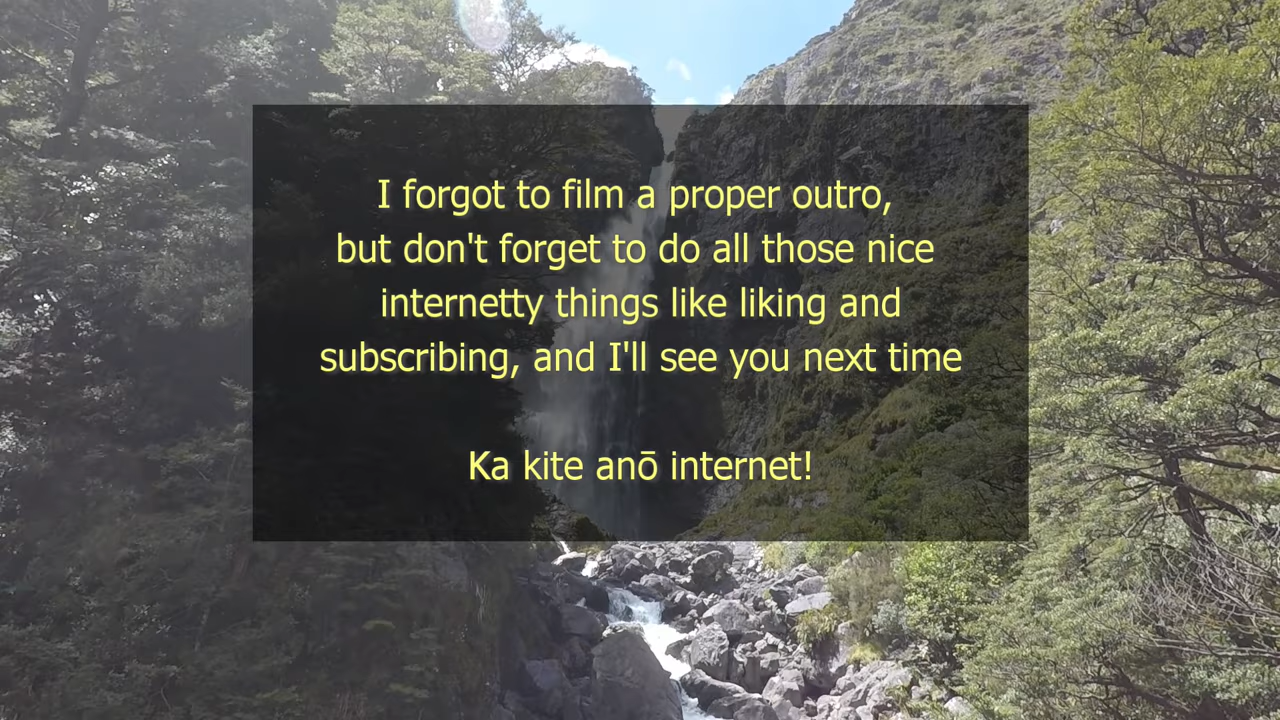 I forgot to film a proper outro,
but don't forget to do all those nice
internetty things like liking and
subscribing, and I'll see you next time
Ka kite anō internet!